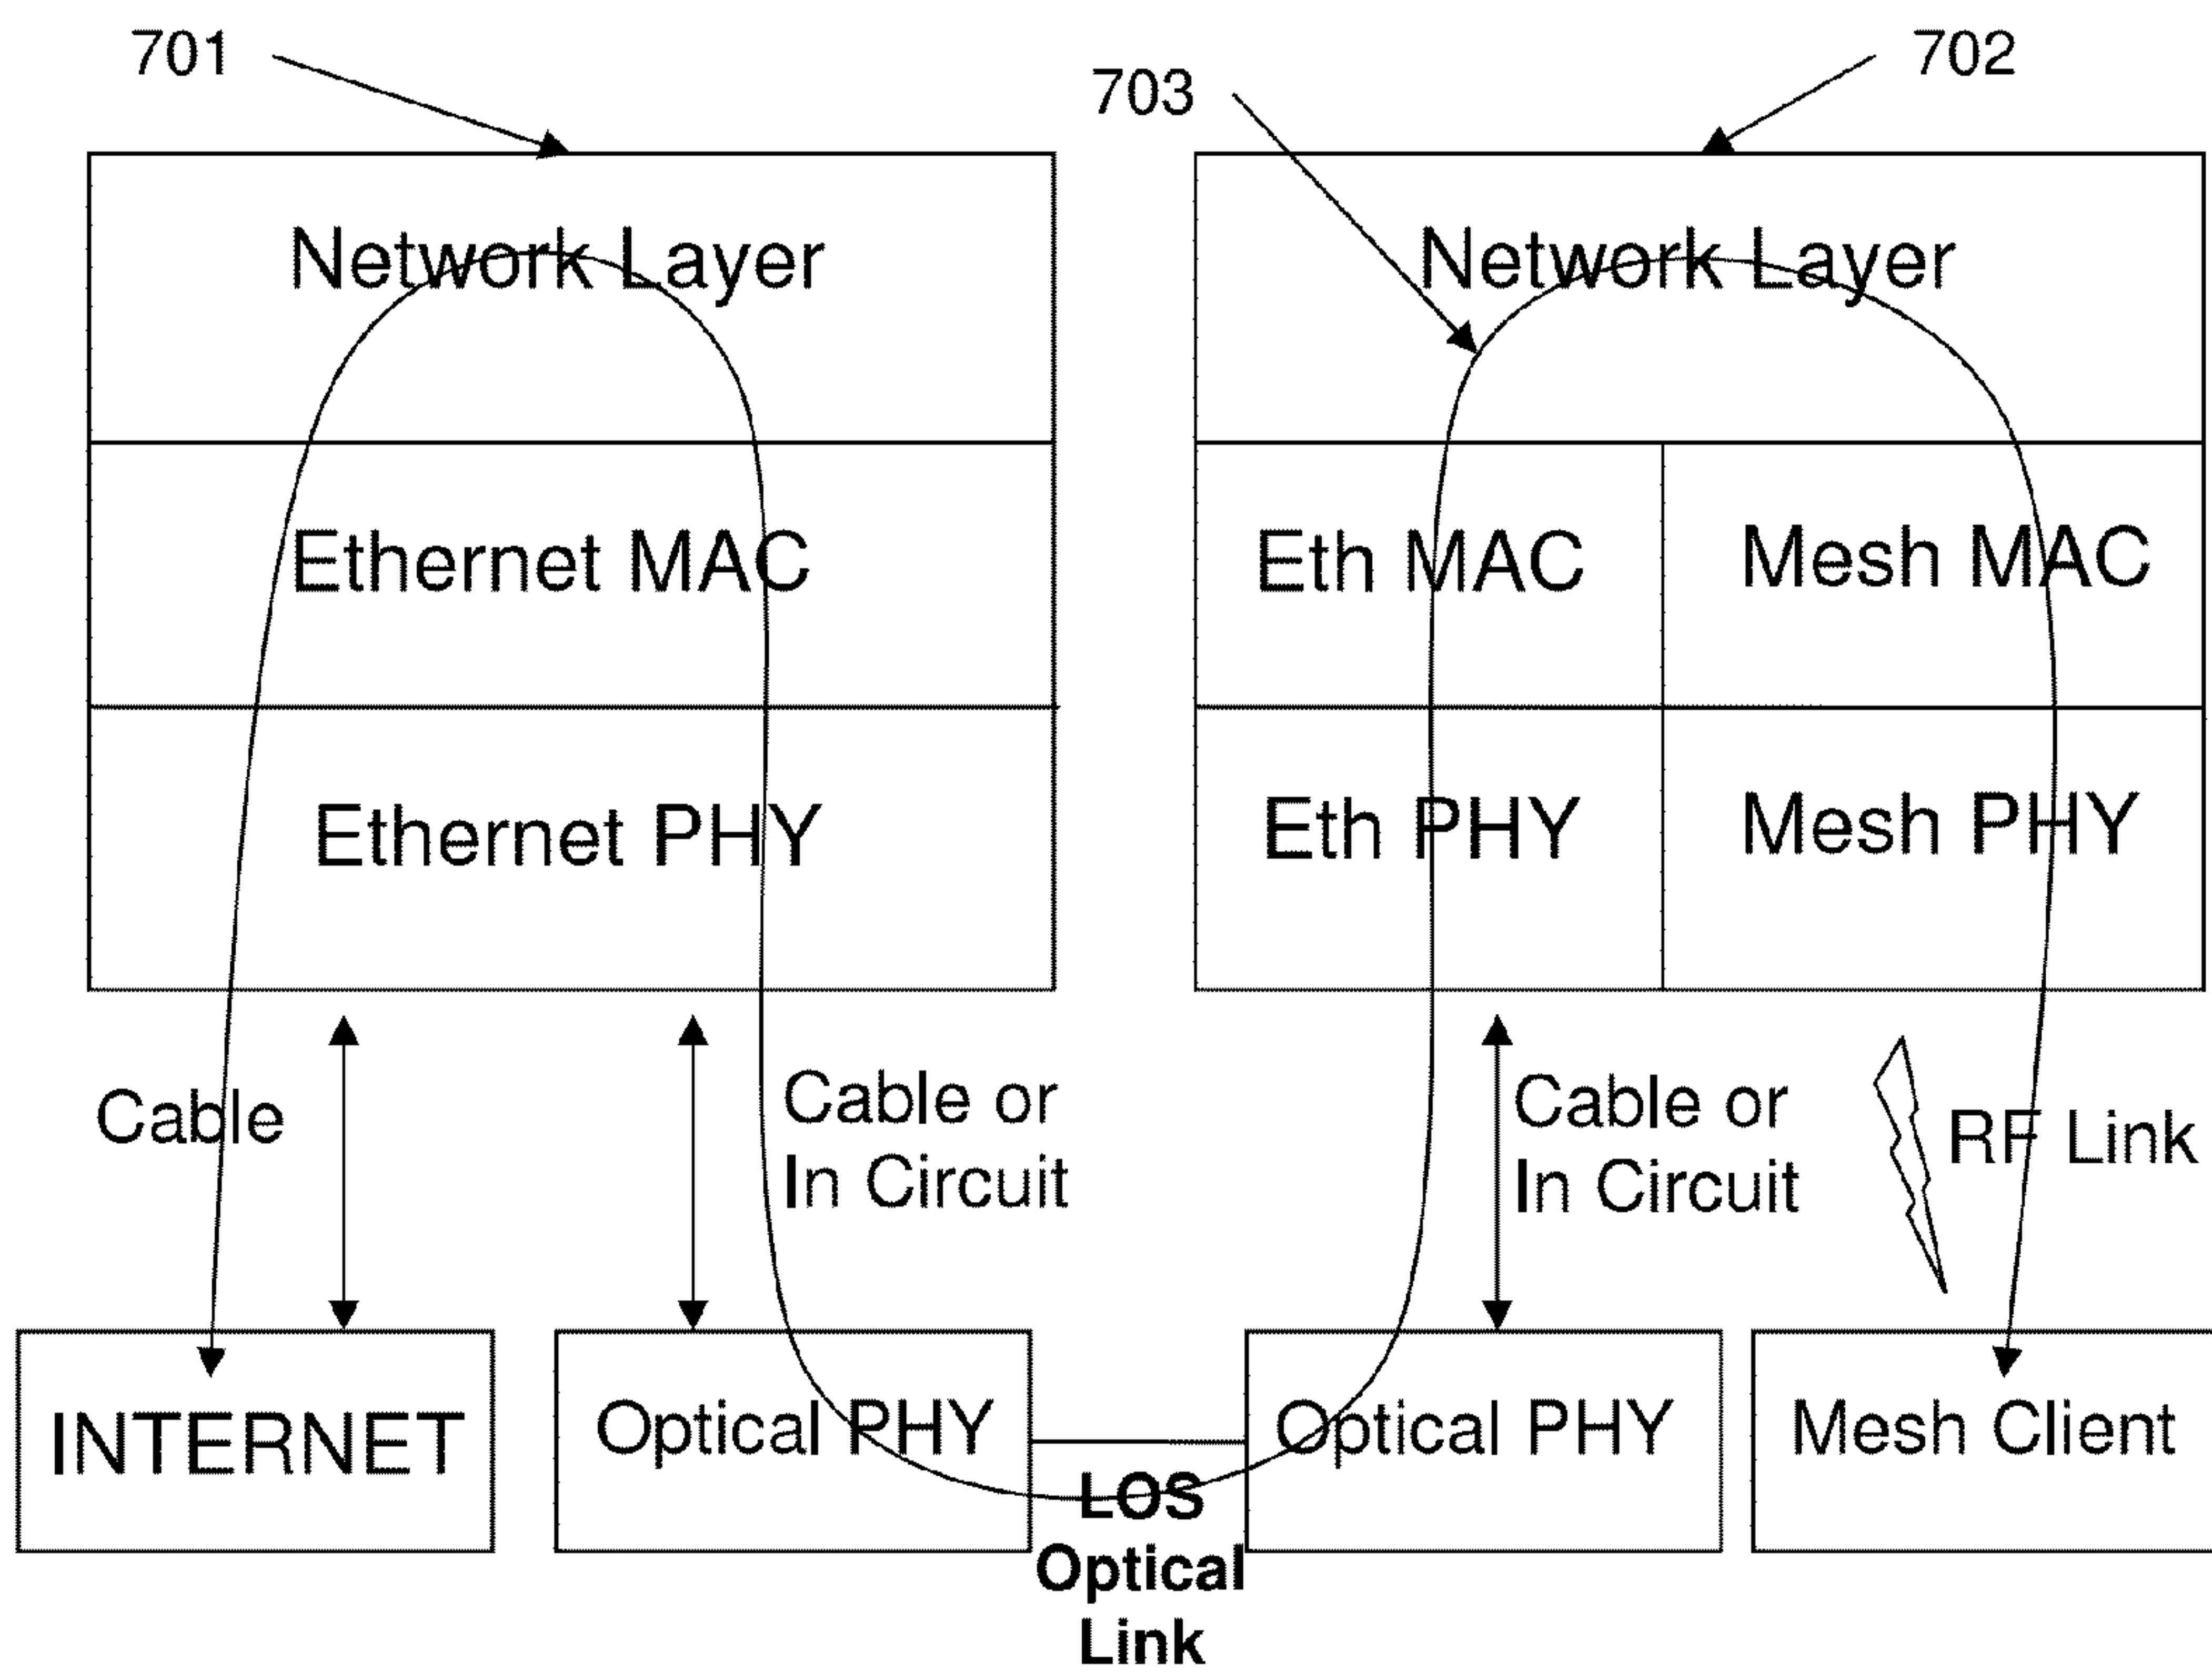 701
703
702
Network Layer
Network Layer
Ethernet MAC
Eth MAC
Mesh MAC
Ethernet PHY
Eth PHY
Mesh PHY
Cable
Cable or
In Circuit
Cable or
In Circuit
RF Link
INTERNET
Optical PHY
Optical PHY
Mesh Client
LOS
Optical
Link